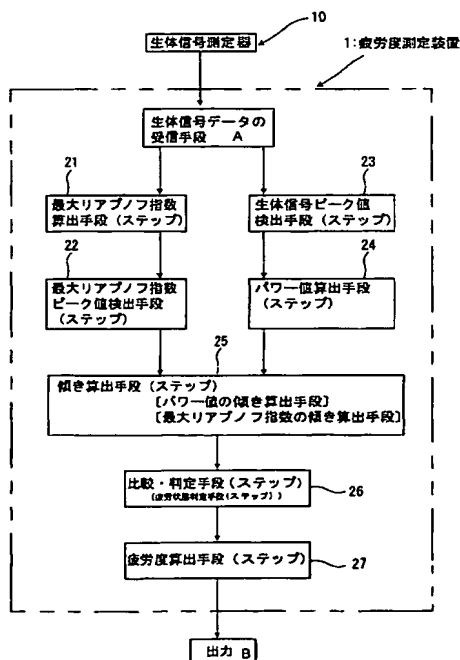 10
生体信号測定器
1:疲労度測定装置
生体信号データの
受信手段 A
21
最大リアプノフ指数
算出手段(ステップ)
23
生体信号ピーク値
検出手段(ステップ)
22
最大リアプノフ指数
ピーク値検出手段
(ステップ)
24
パワー値算出手段
(ステップ)
25
傾き算出手段(ステップ)
[パワー値の傾き算出手段]
[最大リアプノフ指数の傾き算出手段]
比較・判定手段(ステップ)
(疲労状態判定手段(ステップ))
26
疲労度算出手段(ステップ)
27
出力 B